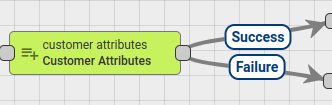 customer attributes
Customer Attributes
Success
Failure